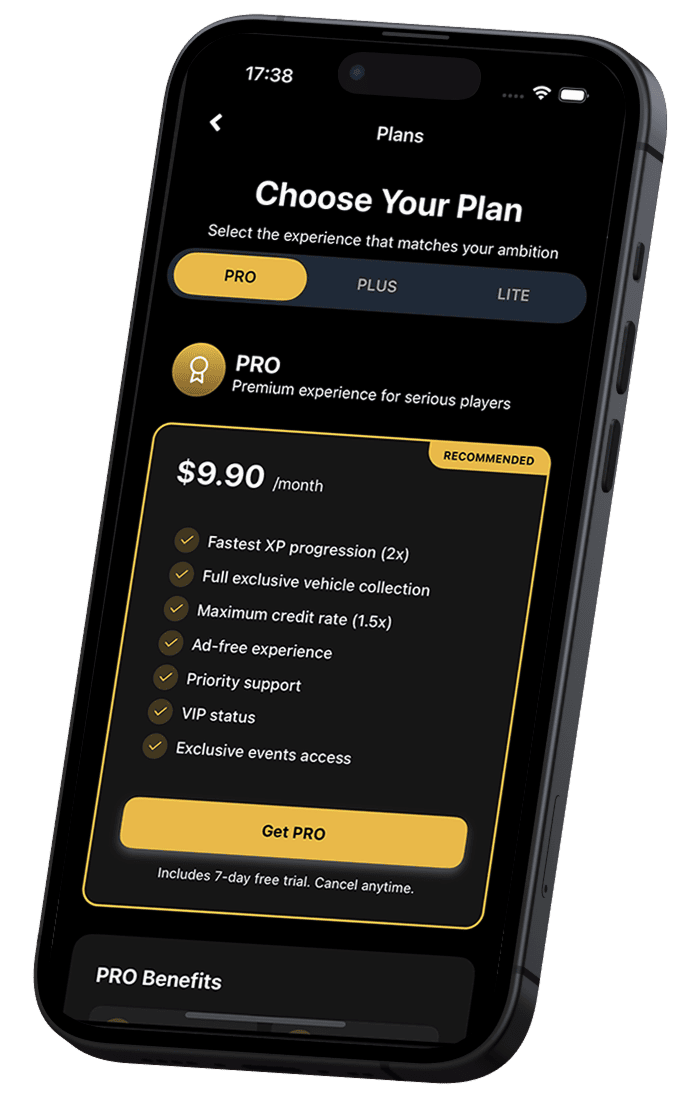 17:38
Plans
Choose Your Plan
Select the experience that matches your ambition
PRO PLUS LITE
PRO
Premium experience for serious players
RECOMMENDED
$9.90 /month
Fastest XP progression (2x)
Full exclusive vehicle collection
Maximum credit rate (1.5x)
Ad-free experience
Priority support
VIP status
Exclusive events access
Get PRO
Includes 7-day free trial. Cancel anytime.
PRO Benefits